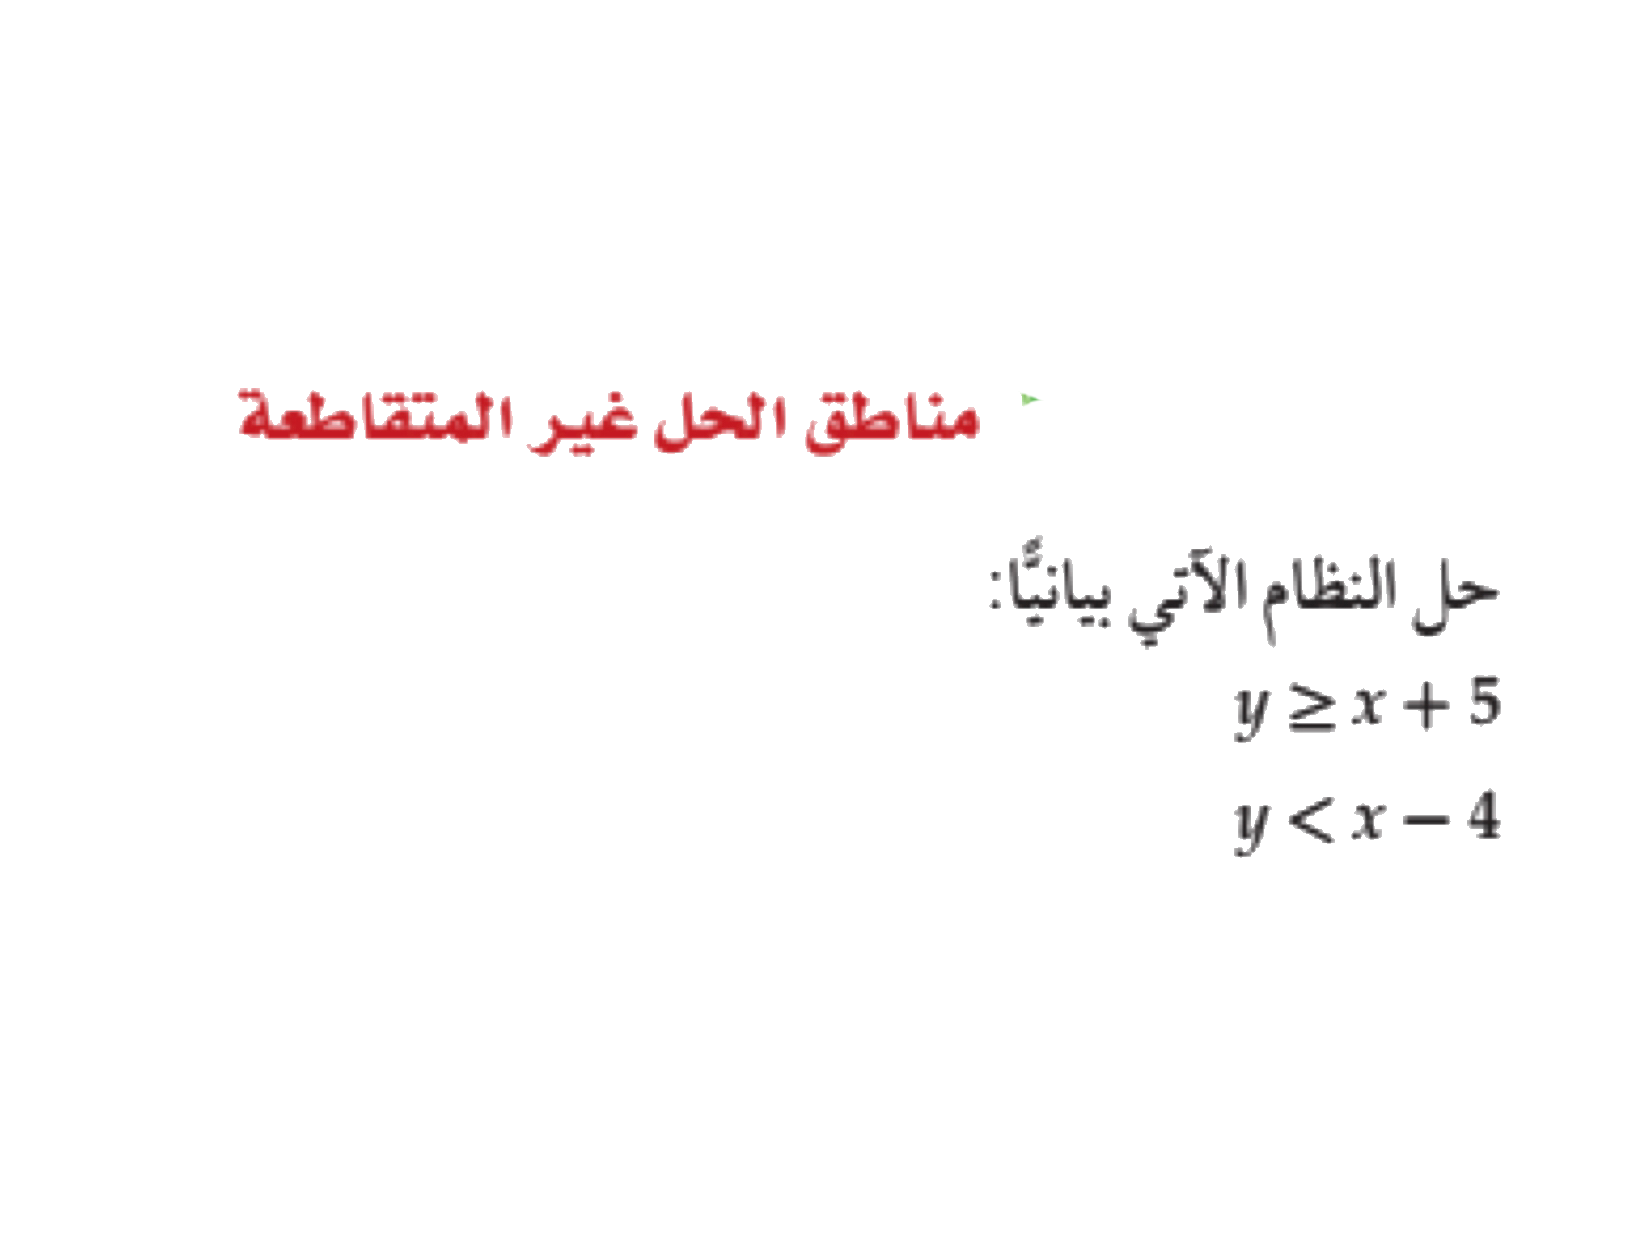 مناطق الحل غير المتقاطعة
حل النظام الآتي بيانيًّا:
y ≥ x + 5
y < x − 4